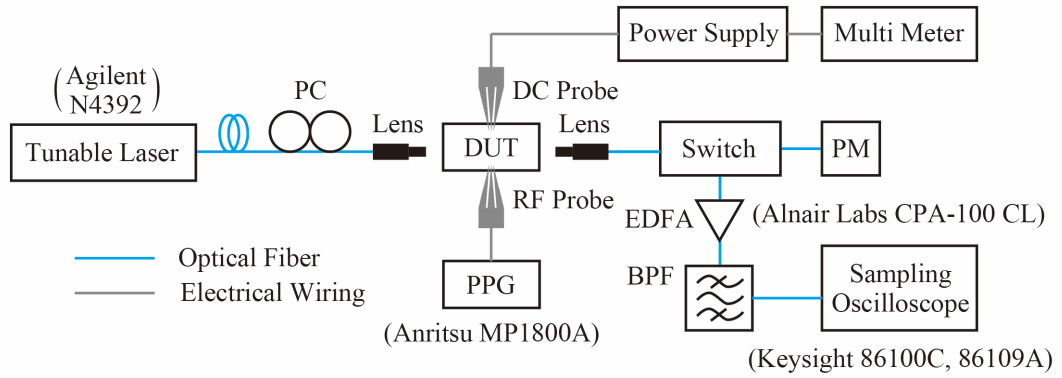 Power Supply
Multi Meter
(Agilent
N4392)
PC
DC Probe
Lens
Lens
Tunable Laser
DUT
Switch
PM
RF Probe
EDFA
(Alnair Labs CPA-100 CL)
Optical Fiber
Electrical Wiring
PPG
BPF
Sampling
Oscilloscope
(Anritsu MP1800A)
(Keysight 86100C, 86109A)